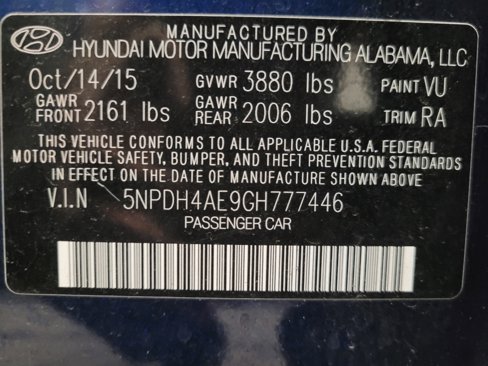 MANUFACTURED BY
HYUNDAI MOTOR MANUFACTURING ALABAMA, LLC
Oct/14/15 GVWR 3880 lbs PAINT VU
GAWR FRONT 2161 lbs GAWR REAR 2006 lbs TRIM RA
THIS VEHICLE CONFORMS TO ALL APPLICABLE U.S.A. FEDERAL
MOTOR VEHICLE SAFETY, BUMPER, AND THEFT PREVENTION STANDARDS
IN EFFECT ON THE DATE OF MANUFACTURE SHOWN ABOVE
V.I.N 5NPDH4AE9GH777446
PASSENGER CAR